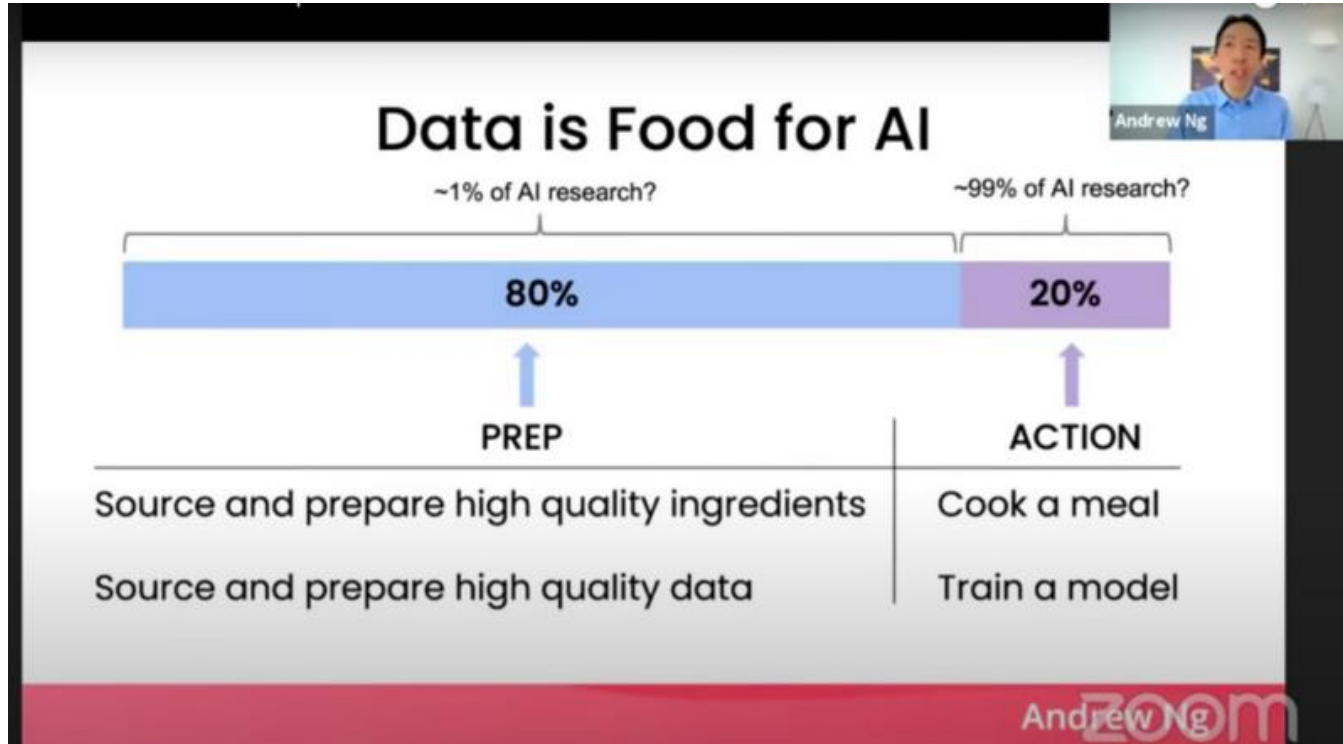 Data is Food for AI
Andrew Ng
~1% of AI research?
~99% of AI research?
80%
20%
PREP
ACTION
Source and prepare high quality ingredients
Cook a meal
Source and prepare high quality data
Train a model
Andrew Ng
zoom